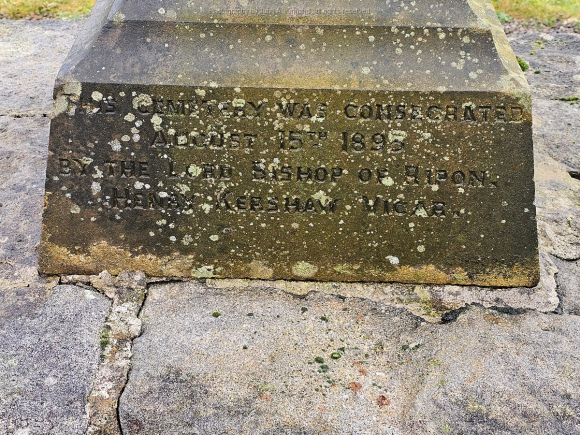 THIS CEMETERY WAS CONSECRATED
AUGUST 15TH 1895
BY THE LORD BISHOP OF RIPON.
HENRY KERSHAW VICAR.